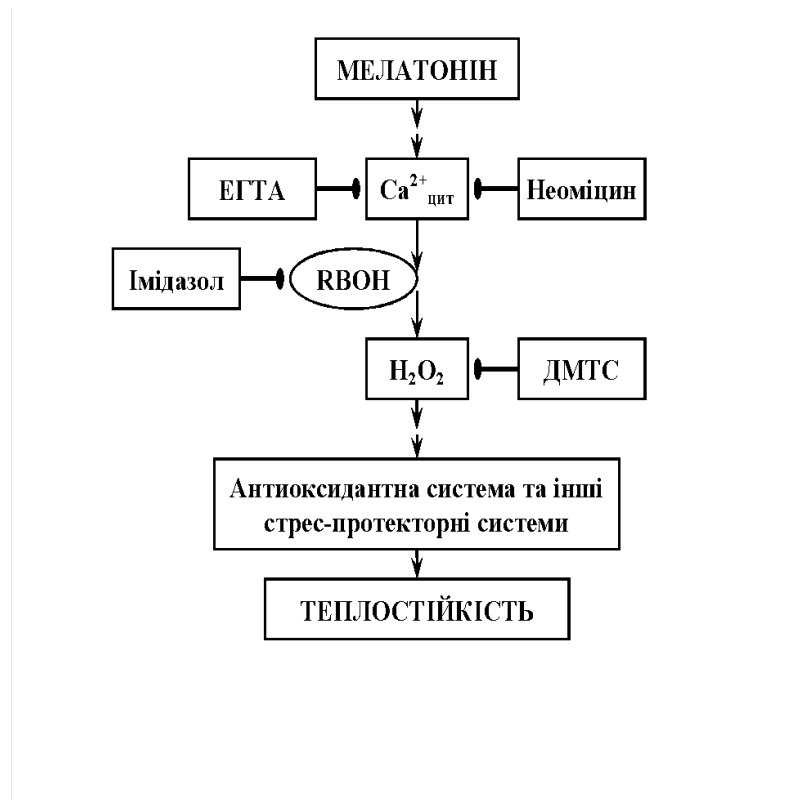 МЕЛАТОНІН
ЕГТА
Ca²⁺цит
Неоміцин
Імідазол
RBOH
H₂O₂
ДМТС
Антиоксидантна система та інші
стрес-протекторні системи
ТЕПЛОСТІЙКІСТЬ